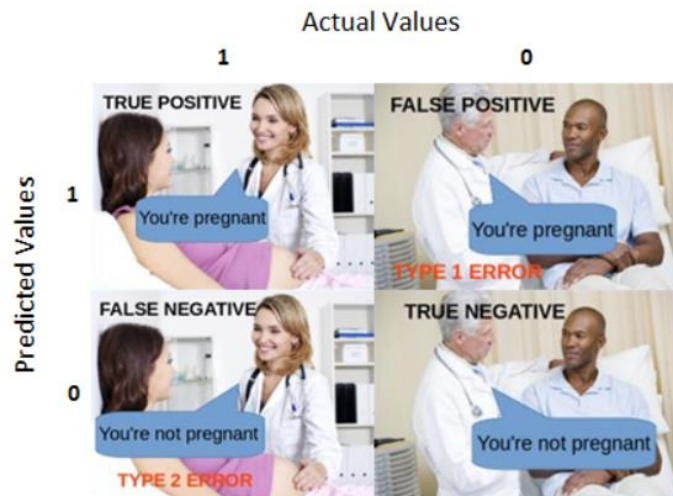 Actual Values
1
0
Predicted Values
1
TRUE POSITIVE
You're pregnant
FALSE POSITIVE
You're pregnant
TYPE 1 ERROR
0
FALSE NEGATIVE
You're not pregnant
TYPE 2 ERROR
TRUE NEGATIVE
You're not pregnant